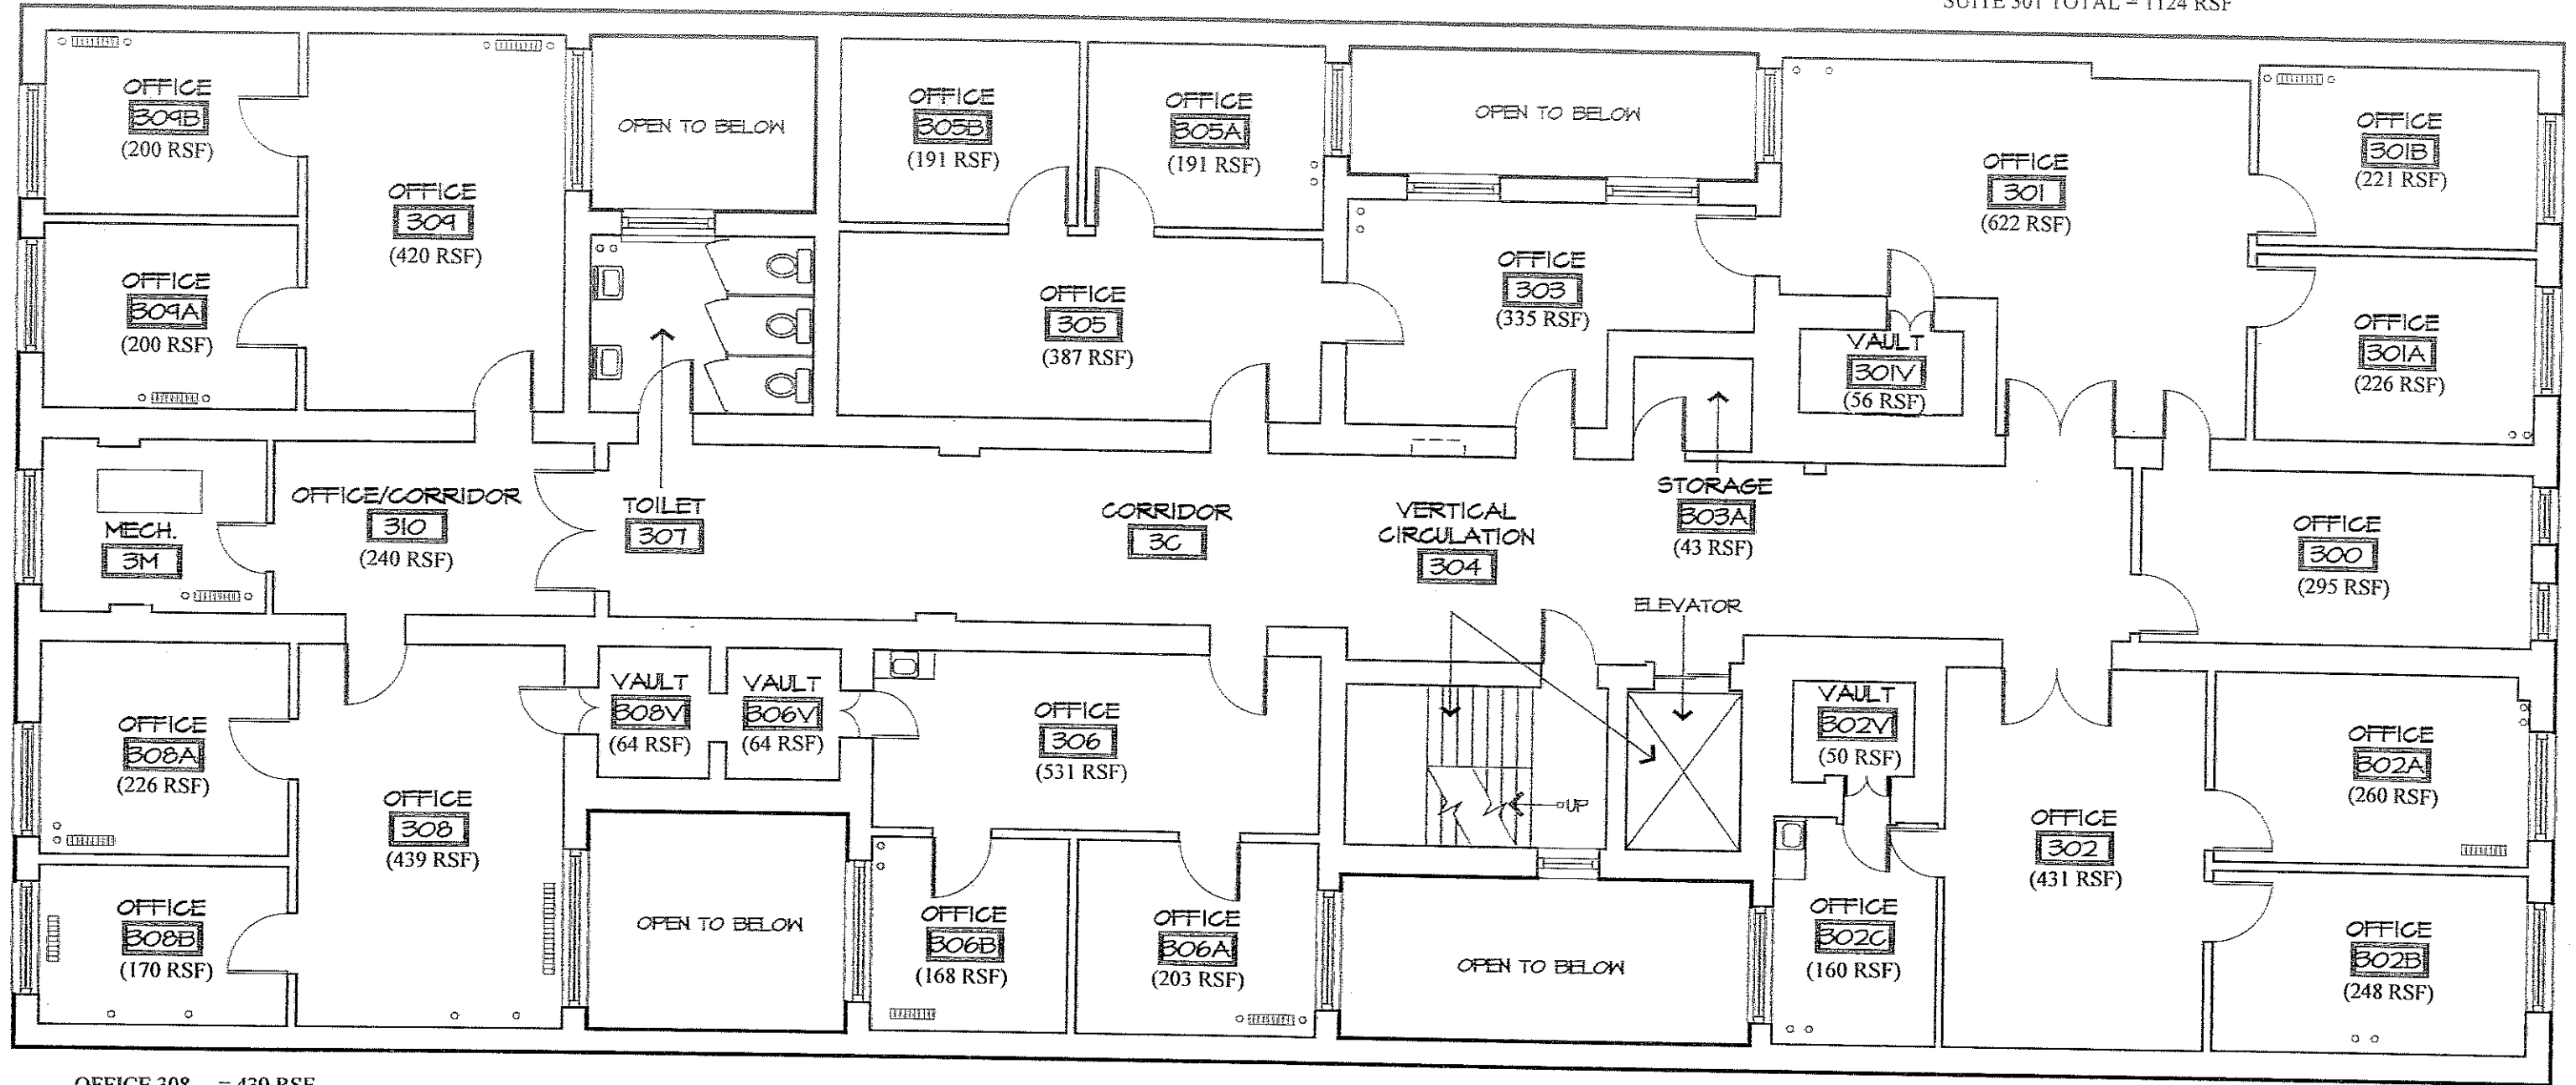 SUITE 301 TOTAL = 1124 RSF
OFFICE
309B
(200 RSF)
OFFICE
309
(420 RSF)
OPEN TO BELOW
OFFICE
305B
(191 RSF)
OFFICE
305A
(191 RSF)
OPEN TO BELOW
OFFICE
301
(622 RSF)
OFFICE
301B
(221 RSF)
OFFICE
309A
(200 RSF)
OFFICE
305
(387 RSF)
OFFICE
303
(335 RSF)
VAULT
301V
(56 RSF)
OFFICE
301A
(226 RSF)
MECH.
3M
OFFICE/CORRIDOR
310
(240 RSF)
TOILET
307
CORRIDOR
3C
VERTICAL
CIRCULATION
304
STORAGE
303A
(43 RSF)
OFFICE
300
(295 RSF)
ELEVATOR
OFFICE
308A
(226 RSF)
OFFICE
308
(439 RSF)
VAULT
308V
(64 RSF)
VAULT
306V
(64 RSF)
OFFICE
306
(531 RSF)
UP
VAULT
302V
(50 RSF)
OFFICE
302
(431 RSF)
OFFICE
302A
(260 RSF)
OFFICE
308B
(170 RSF)
OPEN TO BELOW
OFFICE
306B
(168 RSF)
OFFICE
306A
(203 RSF)
OPEN TO BELOW
OFFICE
302C
(160 RSF)
OFFICE
302B
(248 RSF)
OFFICE 308 = 439 RSF